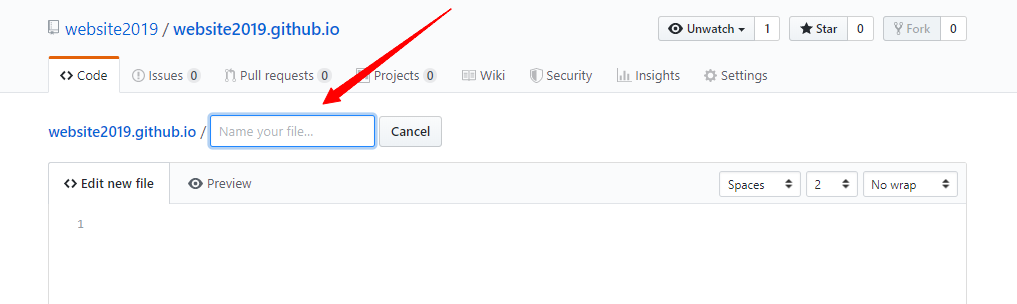 website2019 / website2019.github.io
Unwatch 1 Star 0 Fork 0
Code Issues 0 Pull requests 0 Projects 0 Wiki Security Insights Settings
website2019.github.io / Name your file... Cancel
Edit new file Preview Spaces 2 No wrap
1